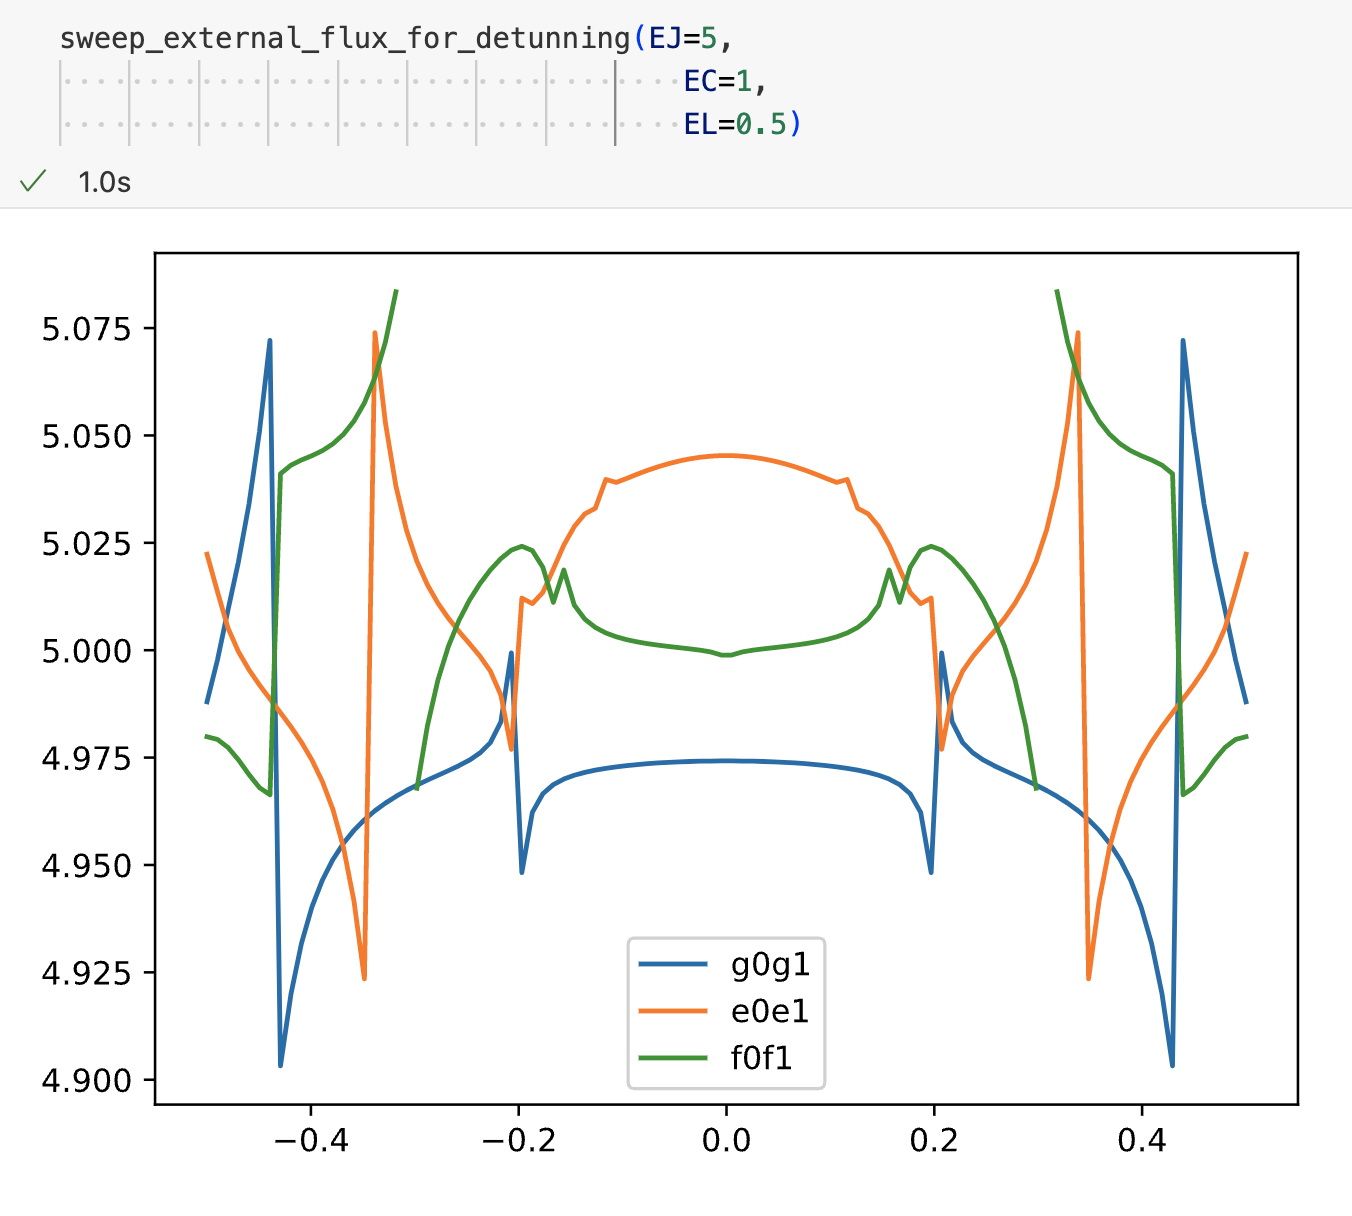 sweep_external_flux_for_detunning(EJ=5,
EC=1,
EL=0.5)
1.0s
5.075
5.050
5.025
5.000
4.975
4.950
4.925
4.900
−0.4
−0.2
0.0
0.2
0.4
g0g1
e0e1
f0f1